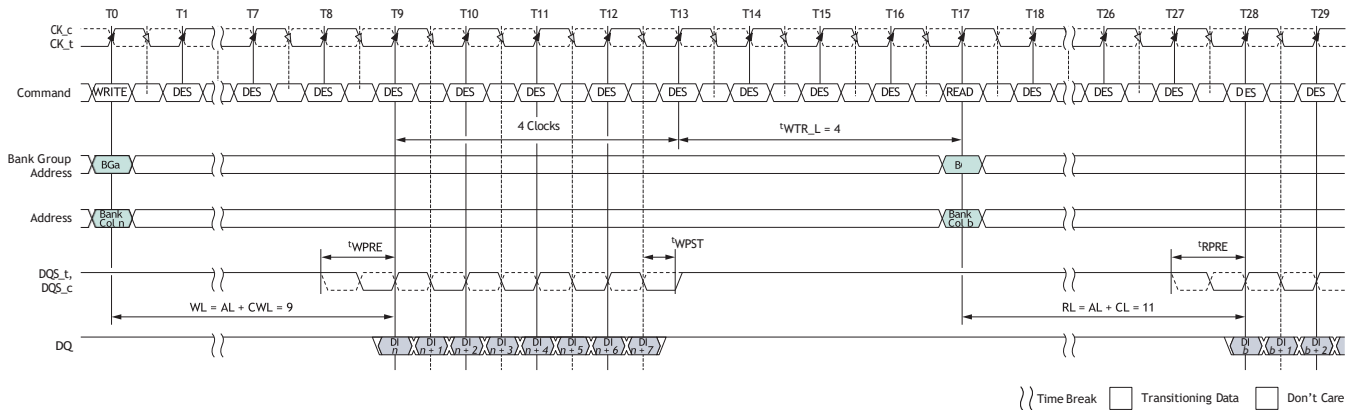 T0 T1 T7 T8 T9 T10 T11 T12 T13 T14 T15 T16 T17 T18 T26 T27 T28 T29
CK_c
CK_t
Command WRITE DES DES DES DES DES DES DES DES DES DES DES READ DES DES DES DES DES
4 Clocks tWTR_L = 4
Bank Group
Address
BGa
Address
Bank
Col n
Bank
Col b
tWPRE tWPST tRPRE
DQS_t,
DQS_c
WL = AL + CWL = 9 RL = AL + CL = 11
DQ
DI DI DI DI DI DI DI DI DI DI DI
n n + 1 n + 2 n + 3 n + 4 n + 5 n + 6 n + 7 b b + 1 b + 2
Time Break Transitioning Data Don’t Care